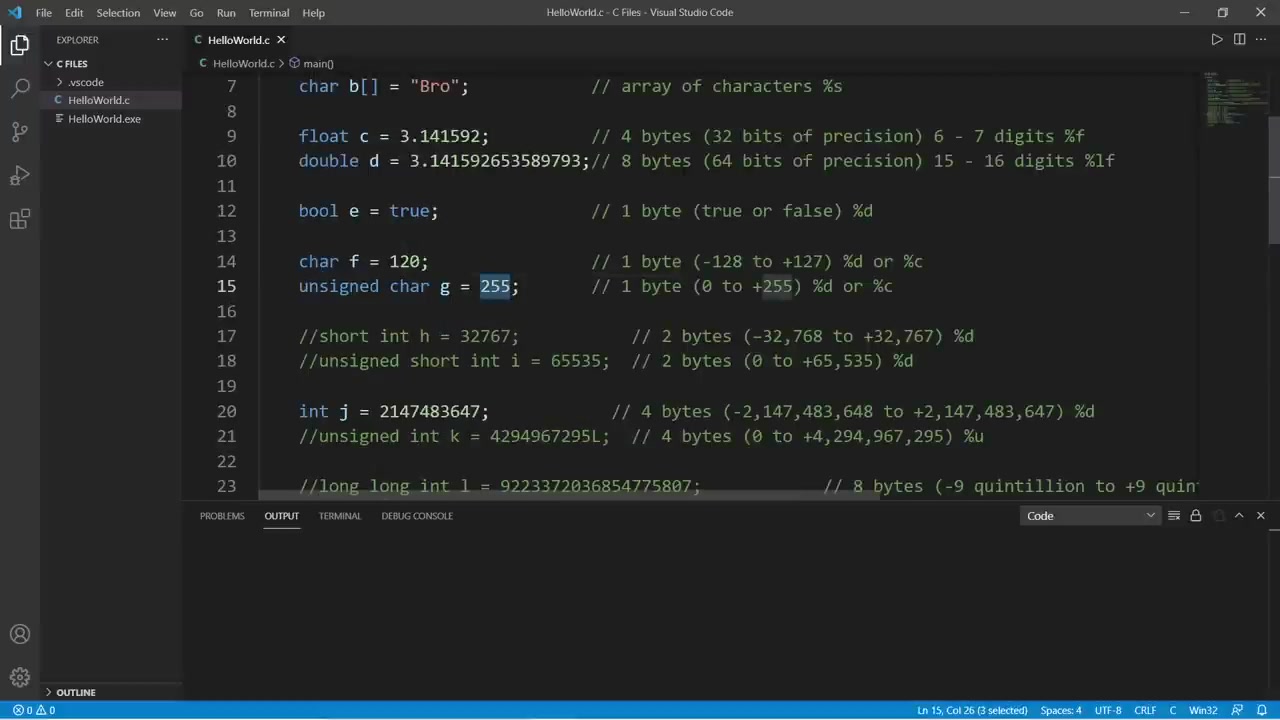 File Edit Selection View Go Run Terminal Help HelloWorld.c - C Files - Visual Studio Code
EXPLORER ···
C FILES
.vscode
HelloWorld.c
HelloWorld.exe
OUTLINE
HelloWorld.c
HelloWorld.c > main()
7 char b[] = "Bro"; // array of characters %s
8
9 float c = 3.141592; // 4 bytes (32 bits of precision) 6 - 7 digits %f
10 double d = 3.141592653589793;// 8 bytes (64 bits of precision) 15 - 16 digits %lf
11
12 bool e = true; // 1 byte (true or false) %d
13
14 char f = 120; // 1 byte (-128 to +127) %d or %c
15 unsigned char g = 255; // 1 byte (0 to +255) %d or %c
16
17 //short int h = 32767; // 2 bytes (−32,768 to +32,767) %d
18 //unsigned short int i = 65535; // 2 bytes (0 to +65,535) %d
19
20 int j = 2147483647; // 4 bytes (-2,147,483,648 to +2,147,483,647) %d
21 //unsigned int k = 4294967295L; // 4 bytes (0 to +4,294,967,295) %u
22
23 //long long int l = 9223372036854775807; // 8 bytes (-9 quintillion to +9 quin
PROBLEMS OUTPUT TERMINAL DEBUG CONSOLE Code
0 0 Ln 15, Col 26 (3 selected) Spaces: 4 UTF-8 CRLF C Win32